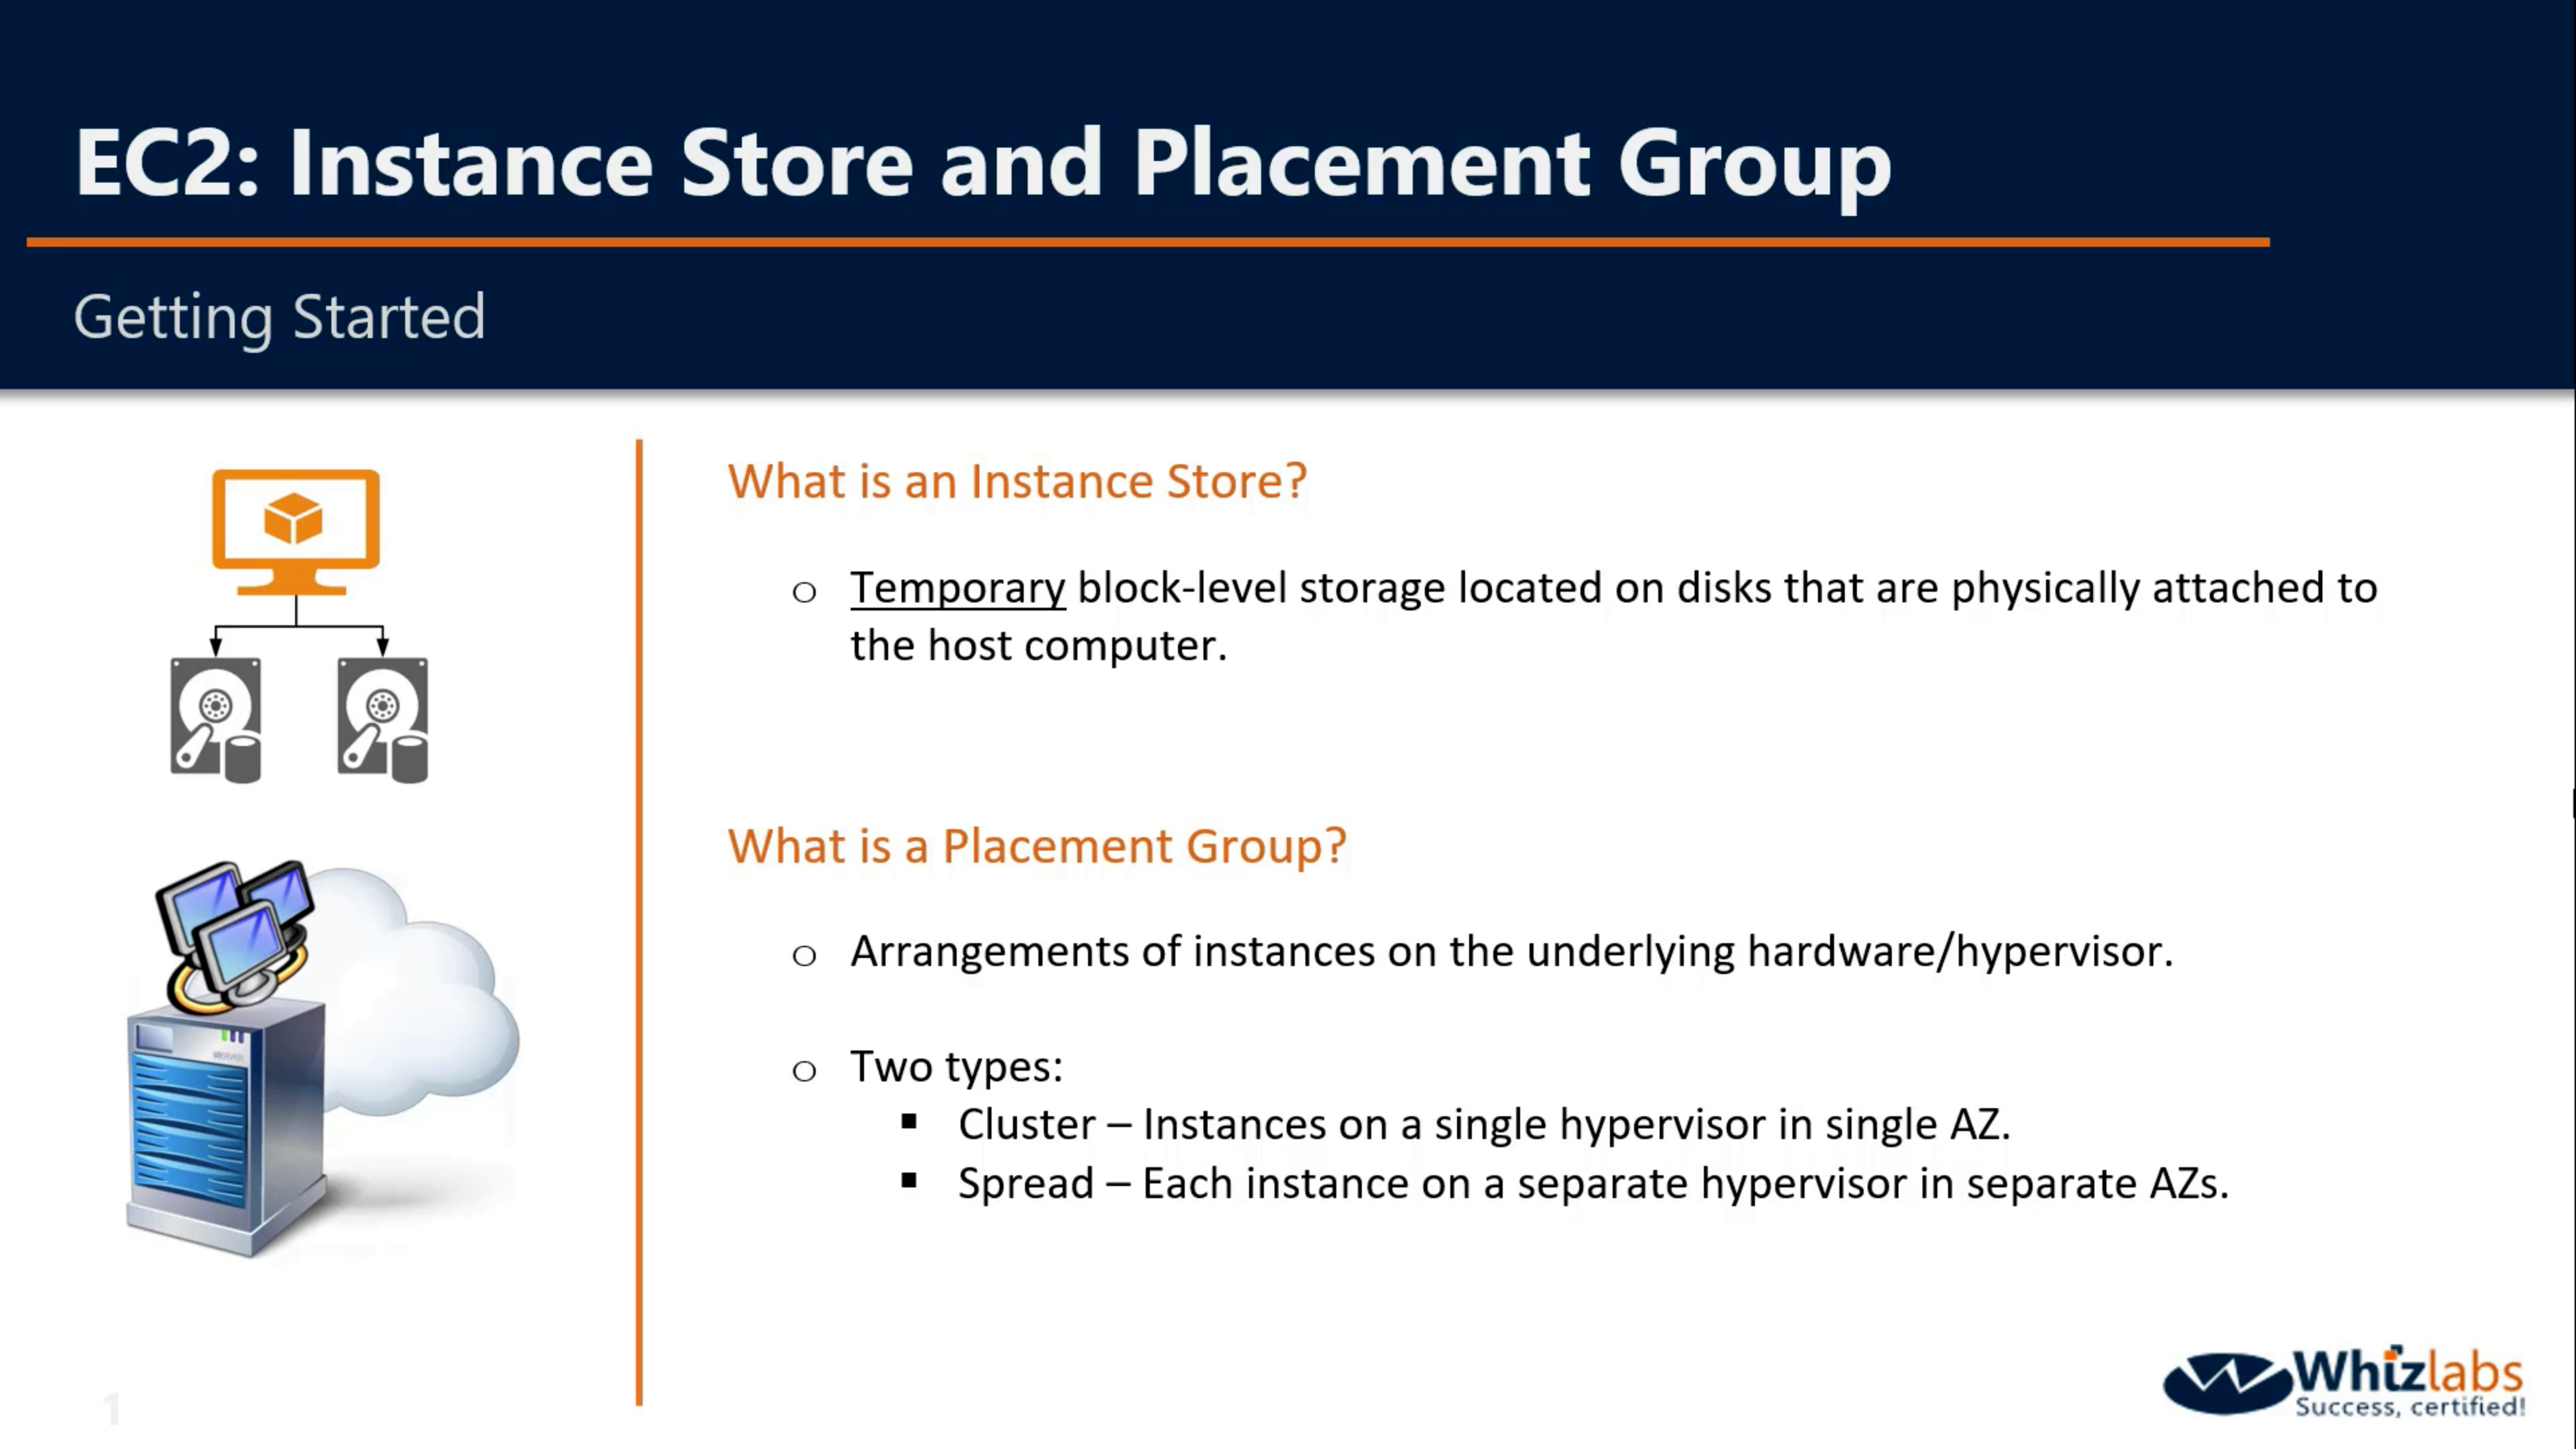 EC2: Instance Store and Placement Group
Getting Started
What is an Instance Store?
o Temporary block-level storage located on disks that are physically attached to
the host computer.
What is a Placement Group?
o Arrangements of instances on the underlying hardware/hypervisor.
o Two types:
▪ Cluster – Instances on a single hypervisor in single AZ.
▪ Spread – Each instance on a separate hypervisor in separate AZs.
1
Whizlabs
Success, certified!